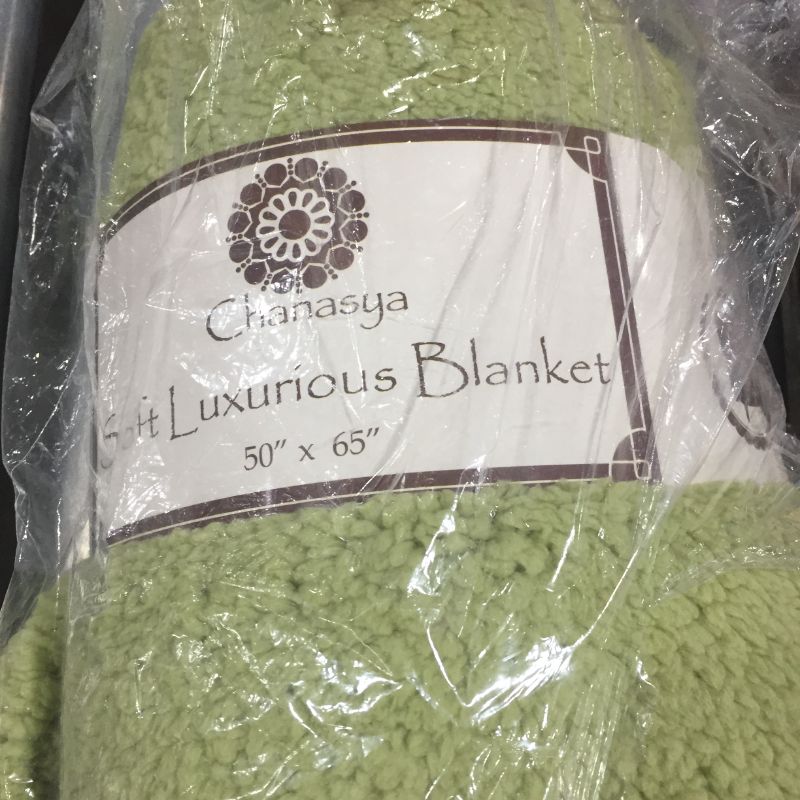 Chanasya
Soft Luxurious Blanket
50" x 65"